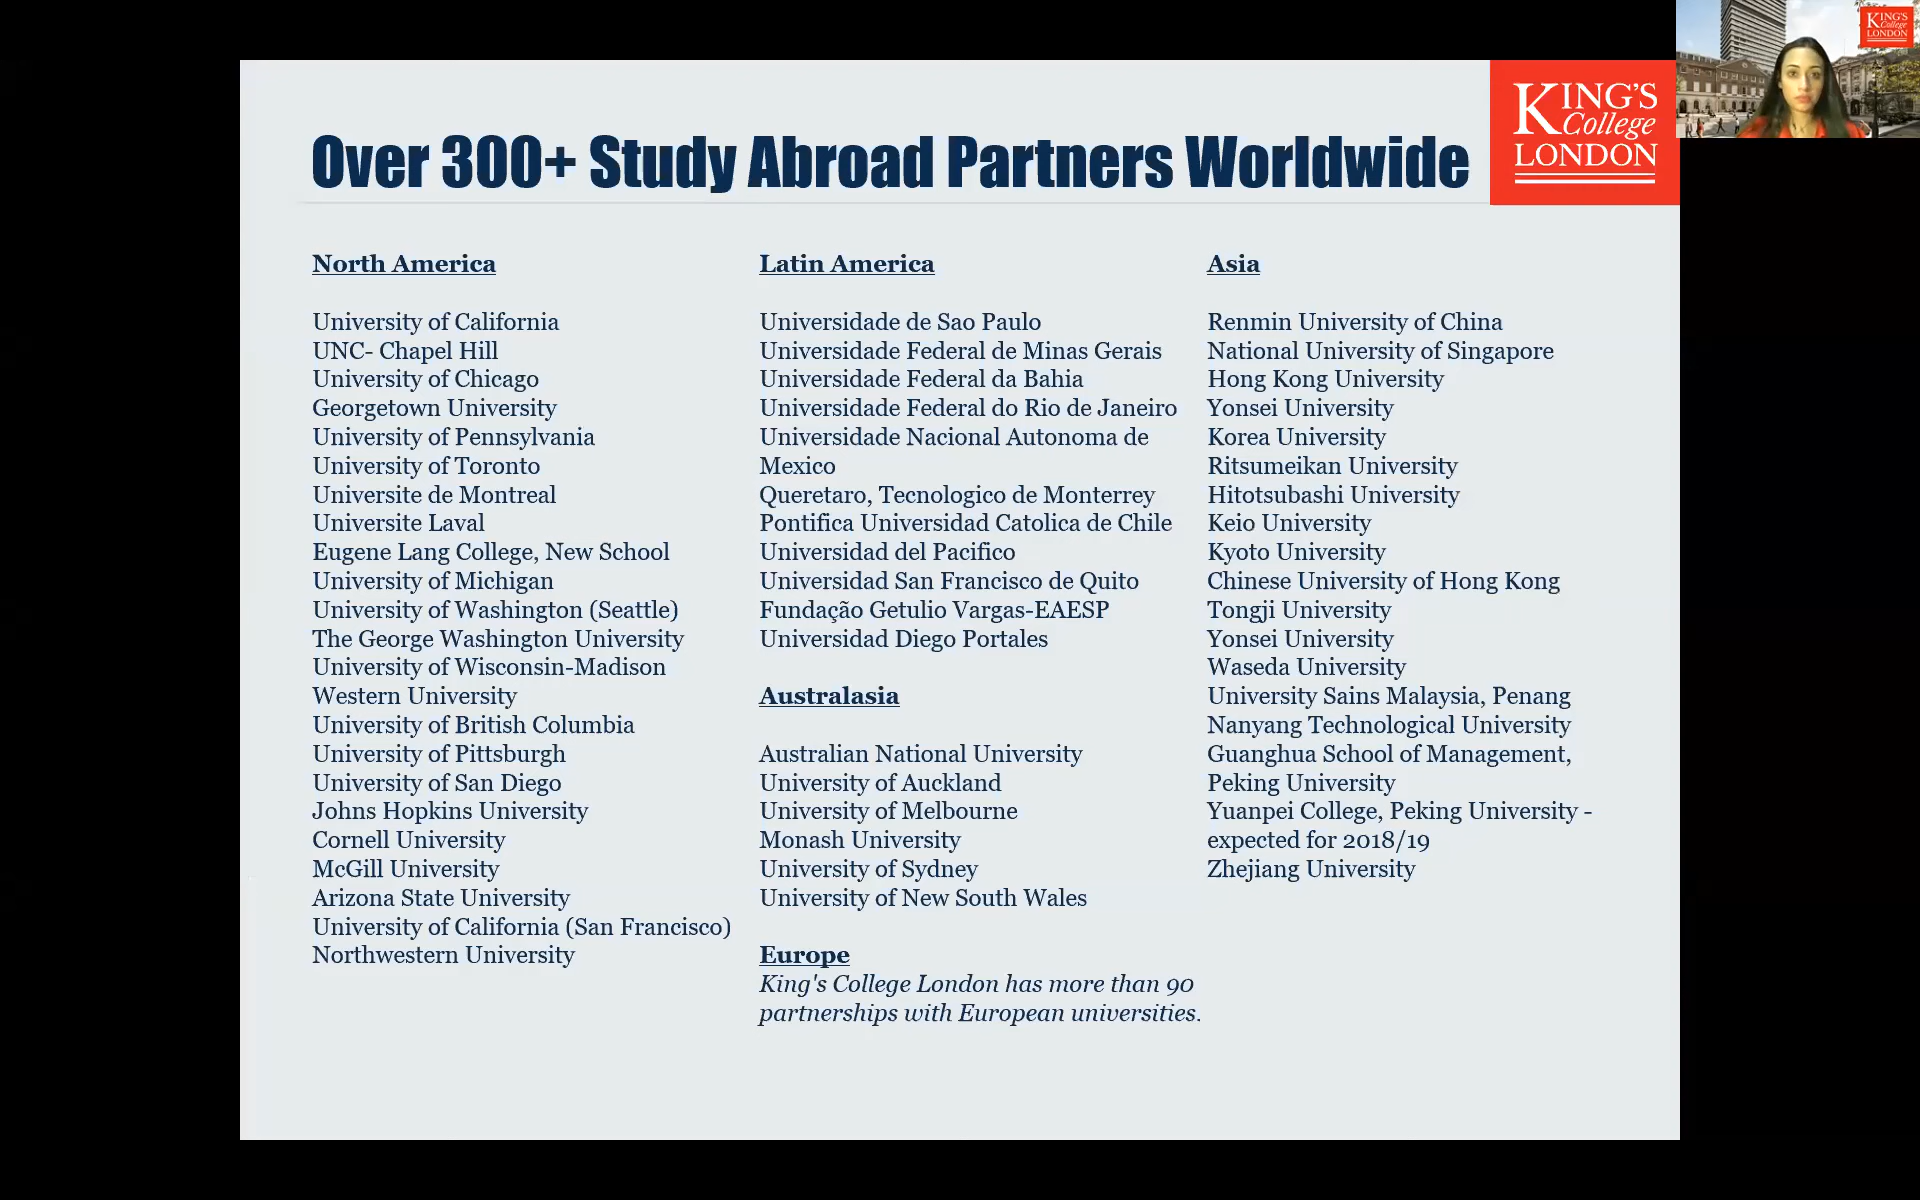 Over 300+ Study Abroad Partners Worldwide
KING'S
College
LONDON
KING'S
College
LONDON
North America
University of California
UNC- Chapel Hill
University of Chicago
Georgetown University
University of Pennsylvania
University of Toronto
Universite de Montreal
Universite Laval
Eugene Lang College, New School
University of Michigan
University of Washington (Seattle)
The George Washington University
University of Wisconsin-Madison
Western University
University of British Columbia
University of Pittsburgh
University of San Diego
Johns Hopkins University
Cornell University
McGill University
Arizona State University
University of California (San Francisco)
Northwestern University
Latin America
Universidade de Sao Paulo
Universidade Federal de Minas Gerais
Universidade Federal da Bahia
Universidade Federal do Rio de Janeiro
Universidade Nacional Autonoma de
Mexico
Queretaro, Tecnologico de Monterrey
Pontifica Universidad Catolica de Chile
Universidad del Pacifico
Universidad San Francisco de Quito
Fundação Getulio Vargas-EAESP
Universidad Diego Portales
Australasia
Australian National University
University of Auckland
University of Melbourne
Monash University
University of Sydney
University of New South Wales
Europe
King's College London has more than 90
partnerships with European universities.
Asia
Renmin University of China
National University of Singapore
Hong Kong University
Yonsei University
Korea University
Ritsumeikan University
Hitotsubashi University
Keio University
Kyoto University
Chinese University of Hong Kong
Tongji University
Yonsei University
Waseda University
University Sains Malaysia, Penang
Nanyang Technological University
Guanghua School of Management,
Peking University
Yuanpei College, Peking University -
expected for 2018/19
Zhejiang University